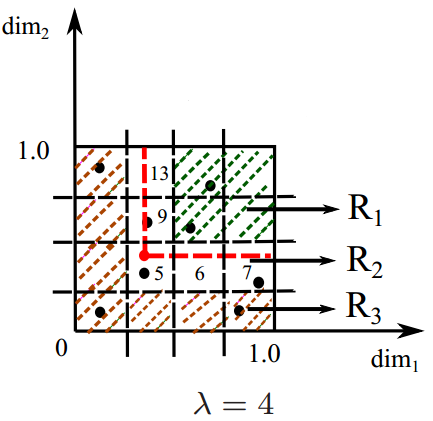 dim₂
1.0
13
9
R₁
5 6 7
R₂
R₃
0
1.0
dim₁
λ = 4